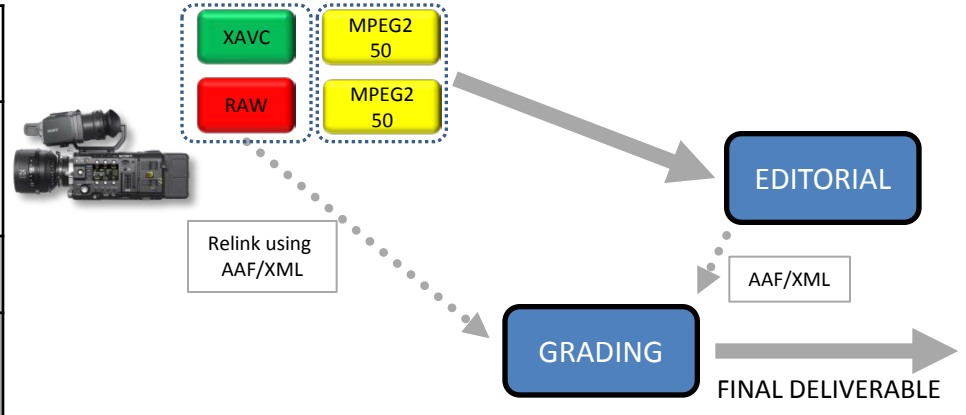 XAVC
MPEG2
50
RAW
MPEG2
50
EDITORIAL
Relink using
AAF/XML
AAF/XML
GRADING
FINAL DELIVERABLE